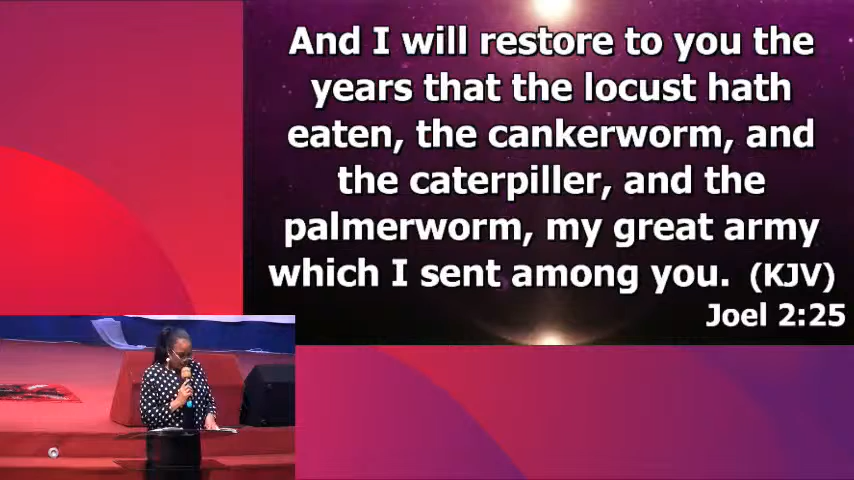 And I will restore to you the
years that the locust hath
eaten, the cankerworm, and
the caterpiller, and the
palmerworm, my great army
which I sent among you. (KJV)
Joel 2:25